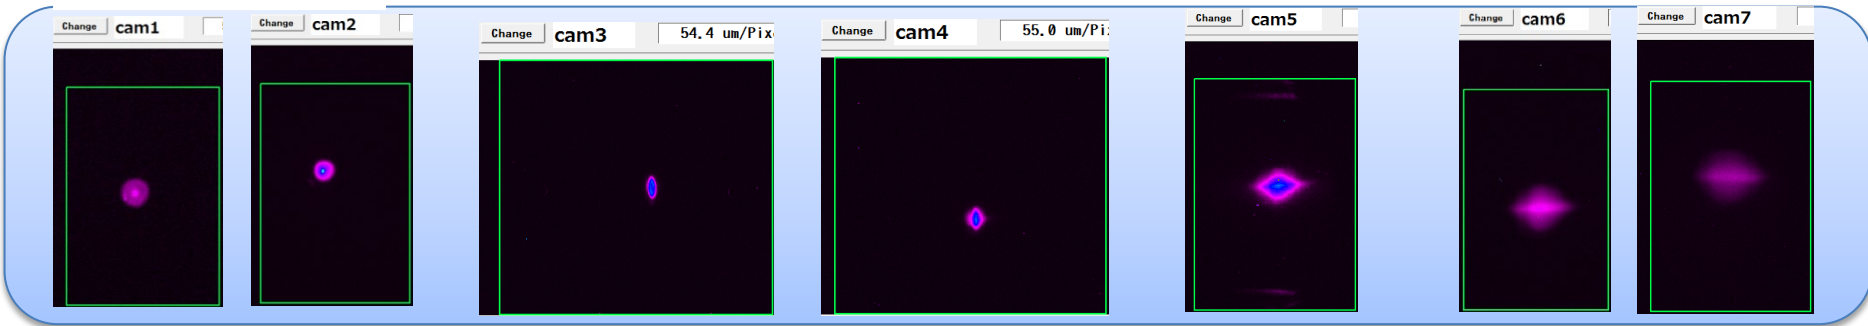 Change cam1
Change cam2
Change cam3 54.4 um/Pix
Change cam4 55.0 um/Pi
Change cam5
Change cam6
Change cam7